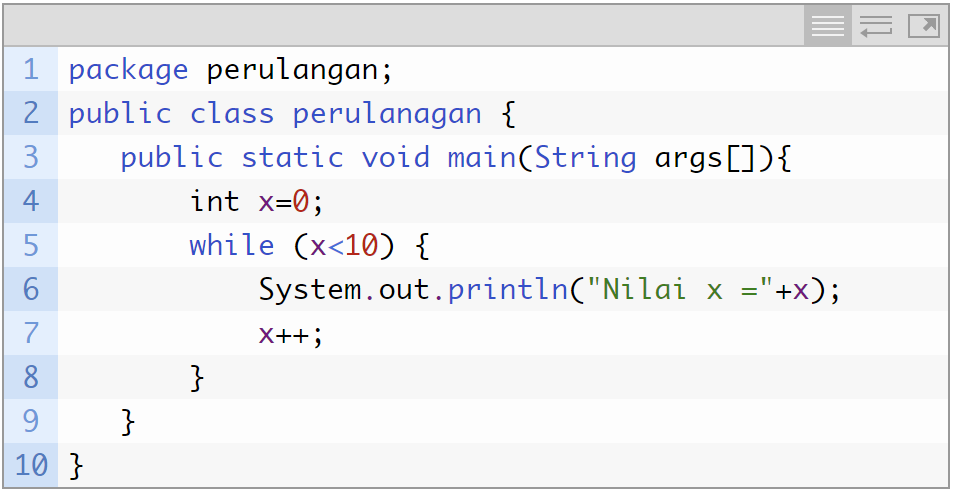 1 package perulangan;
2 public class perulanagan {
3    public static void main(String args[]){
4        int x=0;
5        while (x<10) {
6            System.out.println("Nilai x ="+x);
7            x++;
8        }
9    }
10 }